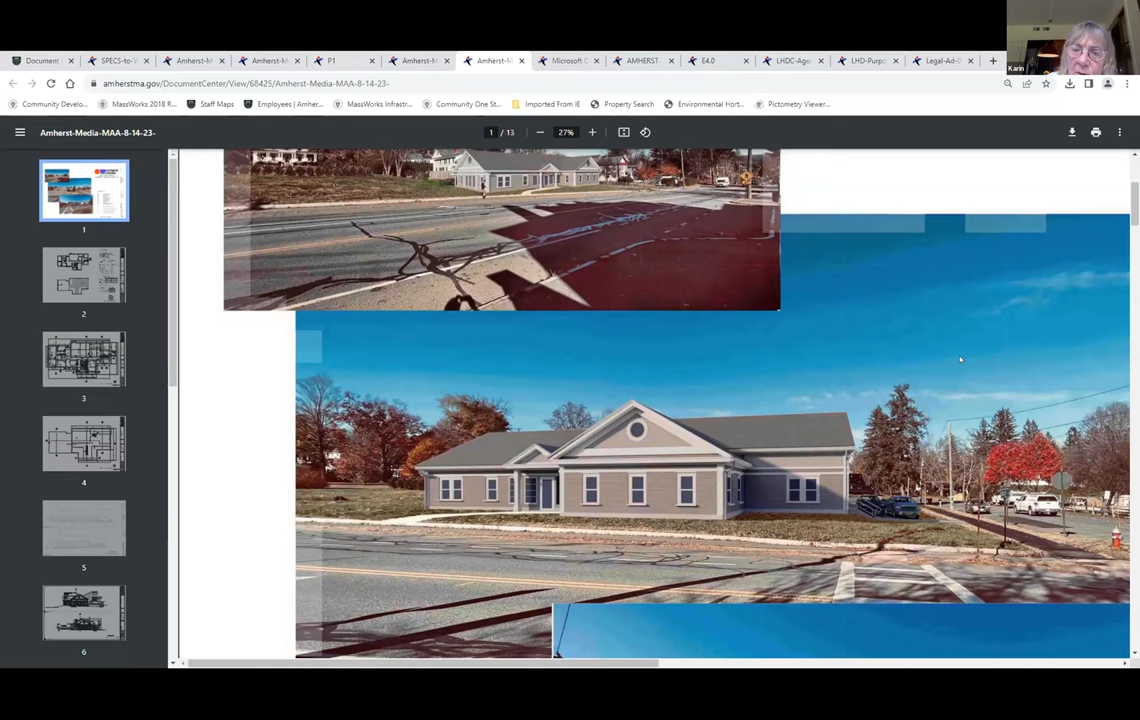 Karin
Document
SPECS-to-W
Amherst-M
Amherst-M
P1
Amherst-M
Amherst-M
Microsoft C
AMHERST
E4.0
LHDC-Age
LHD-Purpo
Legal-Ad-G
amherstma.gov/DocumentCenter/View/68425/Amherst-Media-MAA-8-14-23-
Community Develo...
MassWorks 2018 R...
Staff Maps
Employees | Amher...
MassWorks Infrastr...
Community One St...
Imported From IE
Property Search
Environmental Hort...
Pictometry Viewer...
Amherst-Media-MAA-8-14-23-
1 / 13
27%
1
2
3
4
5
6